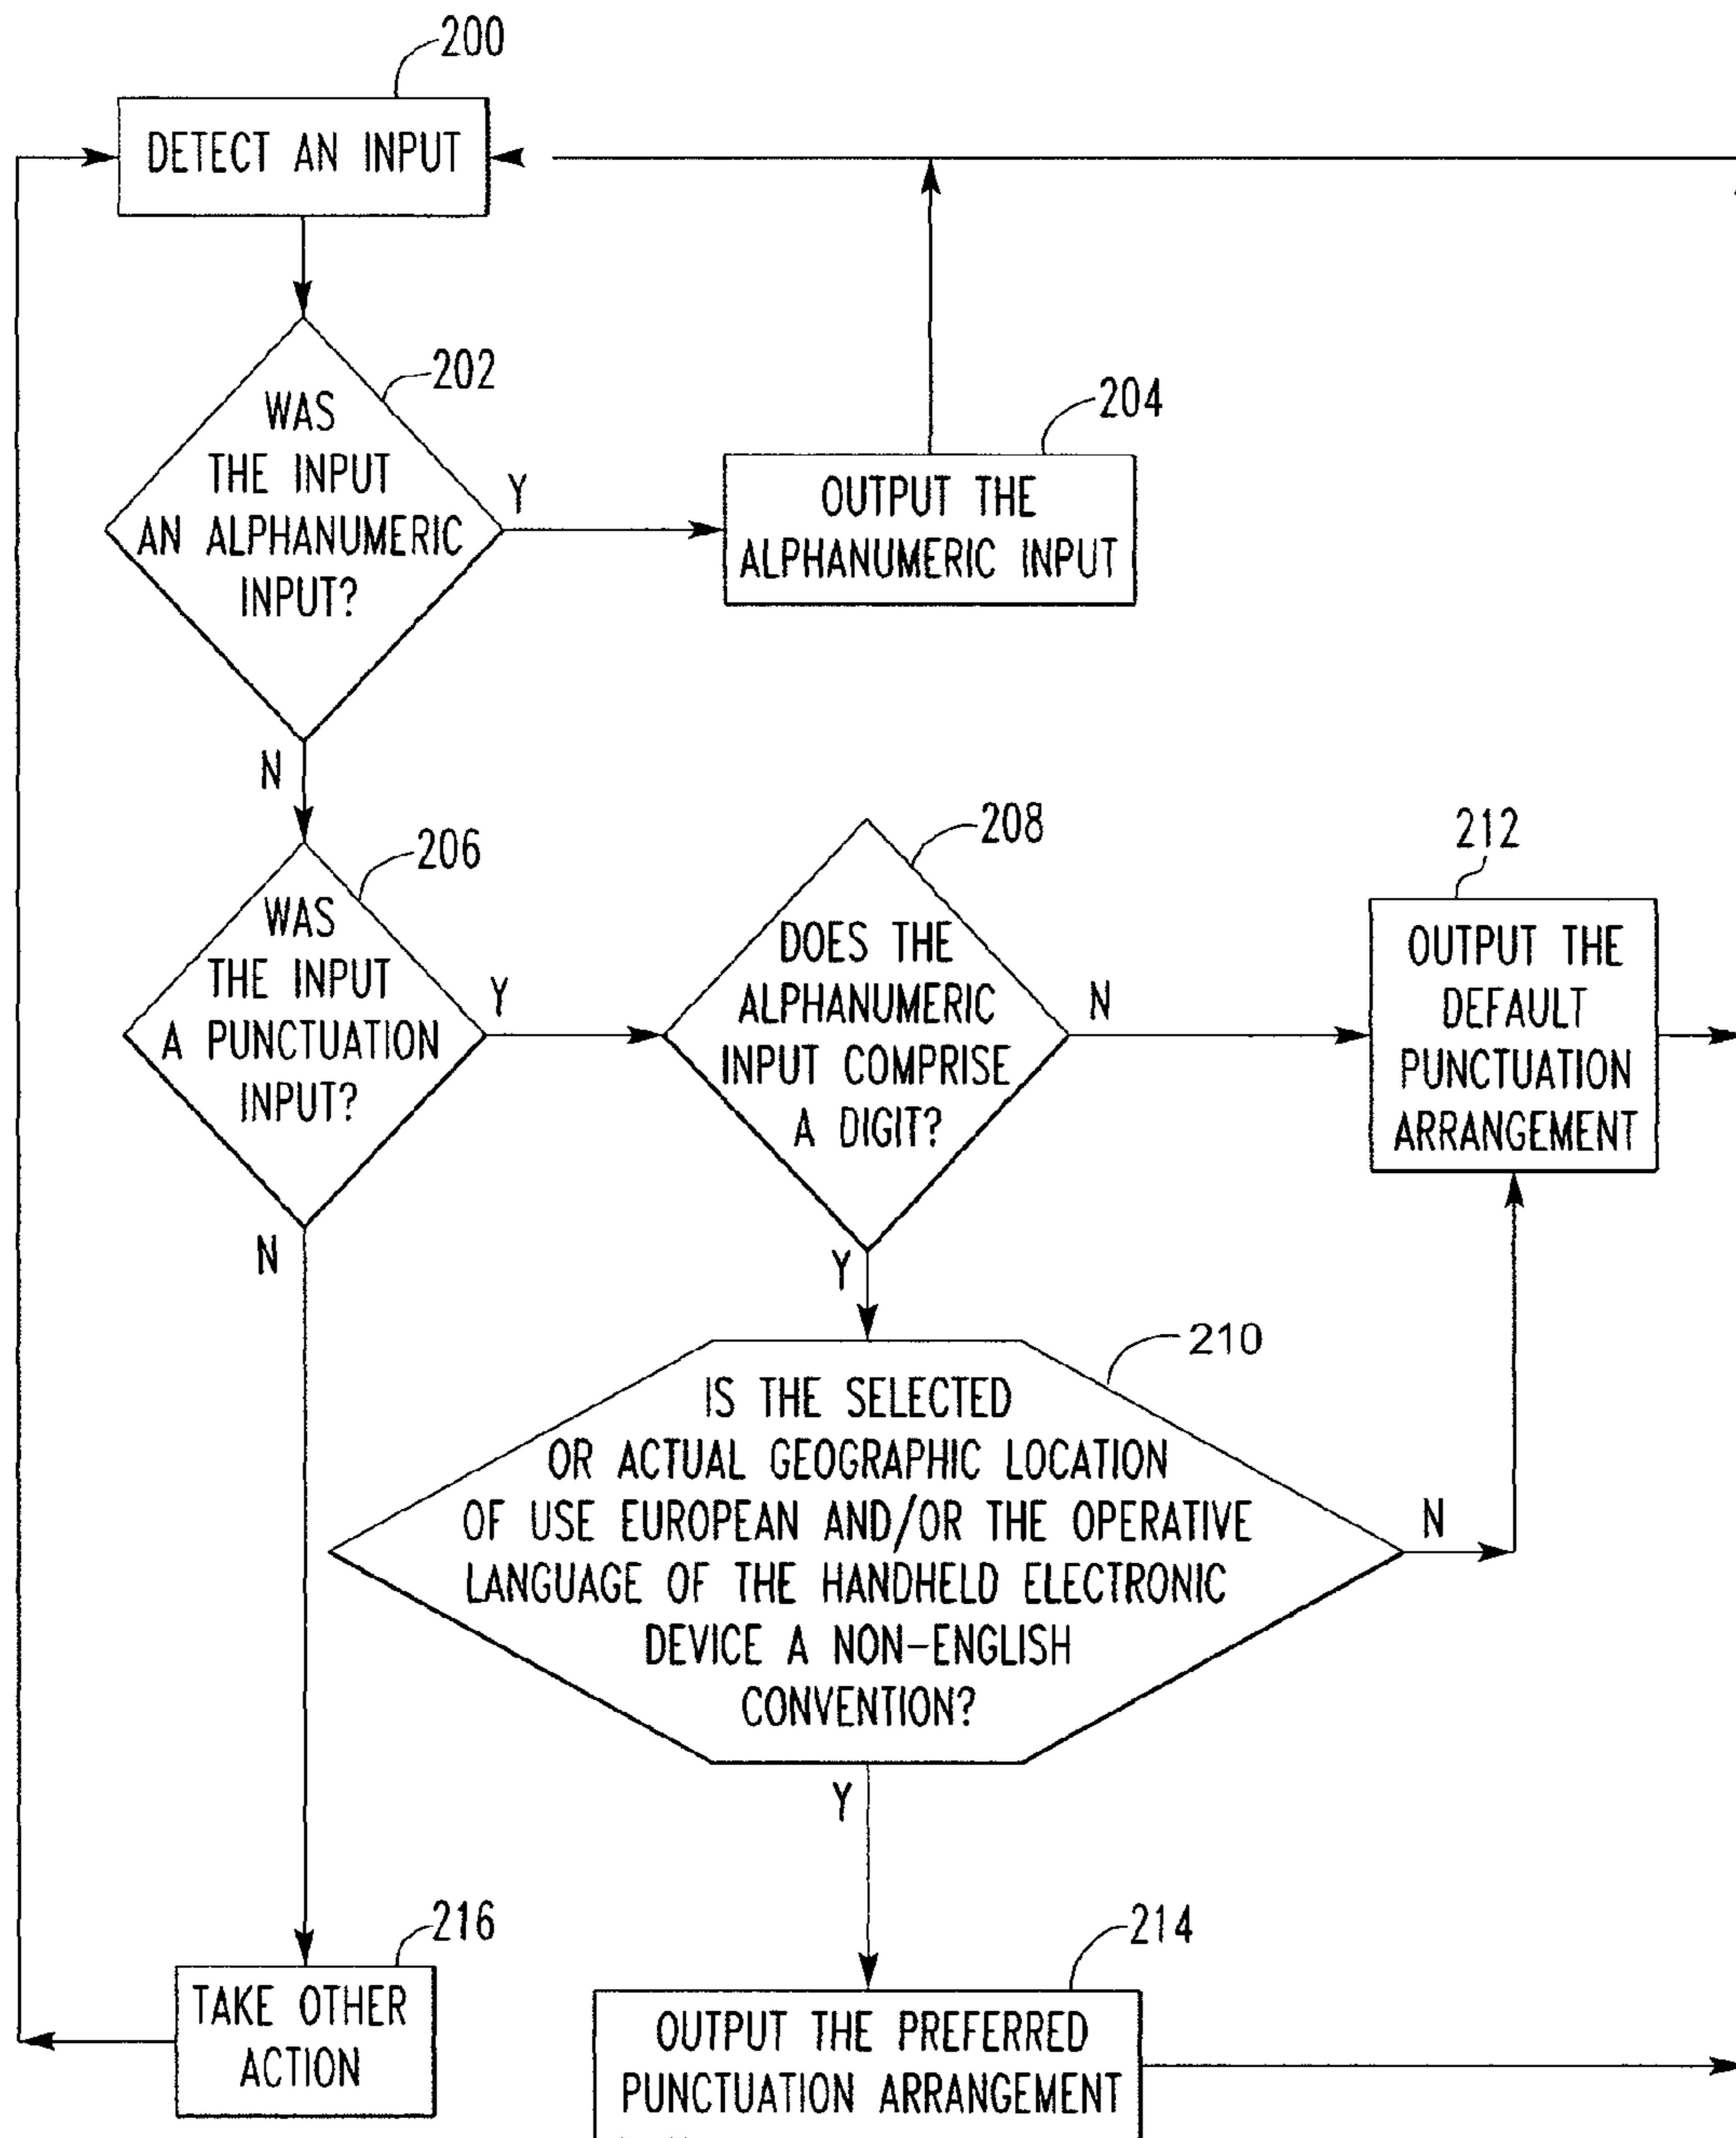 200
DETECT AN INPUT
202
WAS
THE INPUT
AN ALPHANUMERIC
INPUT?
Y
N
204
OUTPUT THE
ALPHANUMERIC INPUT
206
WAS
THE INPUT
A PUNCTUATION
INPUT?
Y
N
208
DOES THE
ALPHANUMERIC
INPUT COMPRISE
A DIGIT?
N
Y
212
OUTPUT THE
DEFAULT
PUNCTUATION
ARRANGEMENT
210
IS THE SELECTED
OR ACTUAL GEOGRAPHIC LOCATION
OF USE EUROPEAN AND/OR THE OPERATIVE
LANGUAGE OF THE HANDHELD ELECTRONIC
DEVICE A NON-ENGLISH
CONVENTION?
N
Y
216
TAKE OTHER
ACTION
214
OUTPUT THE PREFERRED
PUNCTUATION ARRANGEMENT